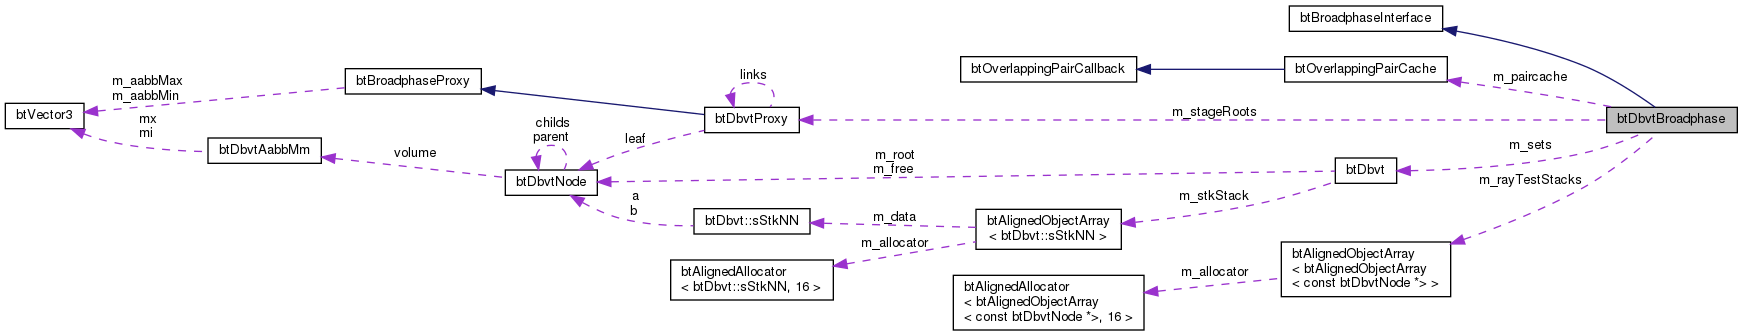 btBroadphaseInterface
btOverlappingPairCallback
btOverlappingPairCache
m_paircache
links
m_aabbMax
m_aabbMin
btBroadphaseProxy
btVector3
mx
mi
btDbvtProxy
m_stageRoots
btDbvtBroadphase
childs
parent
leaf
btDbvtAabbMm
volume
btDbvtNode
m_root
m_free
btDbvt
m_sets
m_rayTestStacks
a
b
btDbvt::sStkNN
m_data
m_stkStack
btAlignedObjectArray
< btDbvt::sStkNN >
m_allocator
btAlignedAllocator
< btDbvt::sStkNN, 16 >
btAlignedObjectArray
< btAlignedObjectArray
< const btDbvtNode *> >
m_allocator
btAlignedAllocator
< btAlignedObjectArray
< const btDbvtNode *>, 16 >